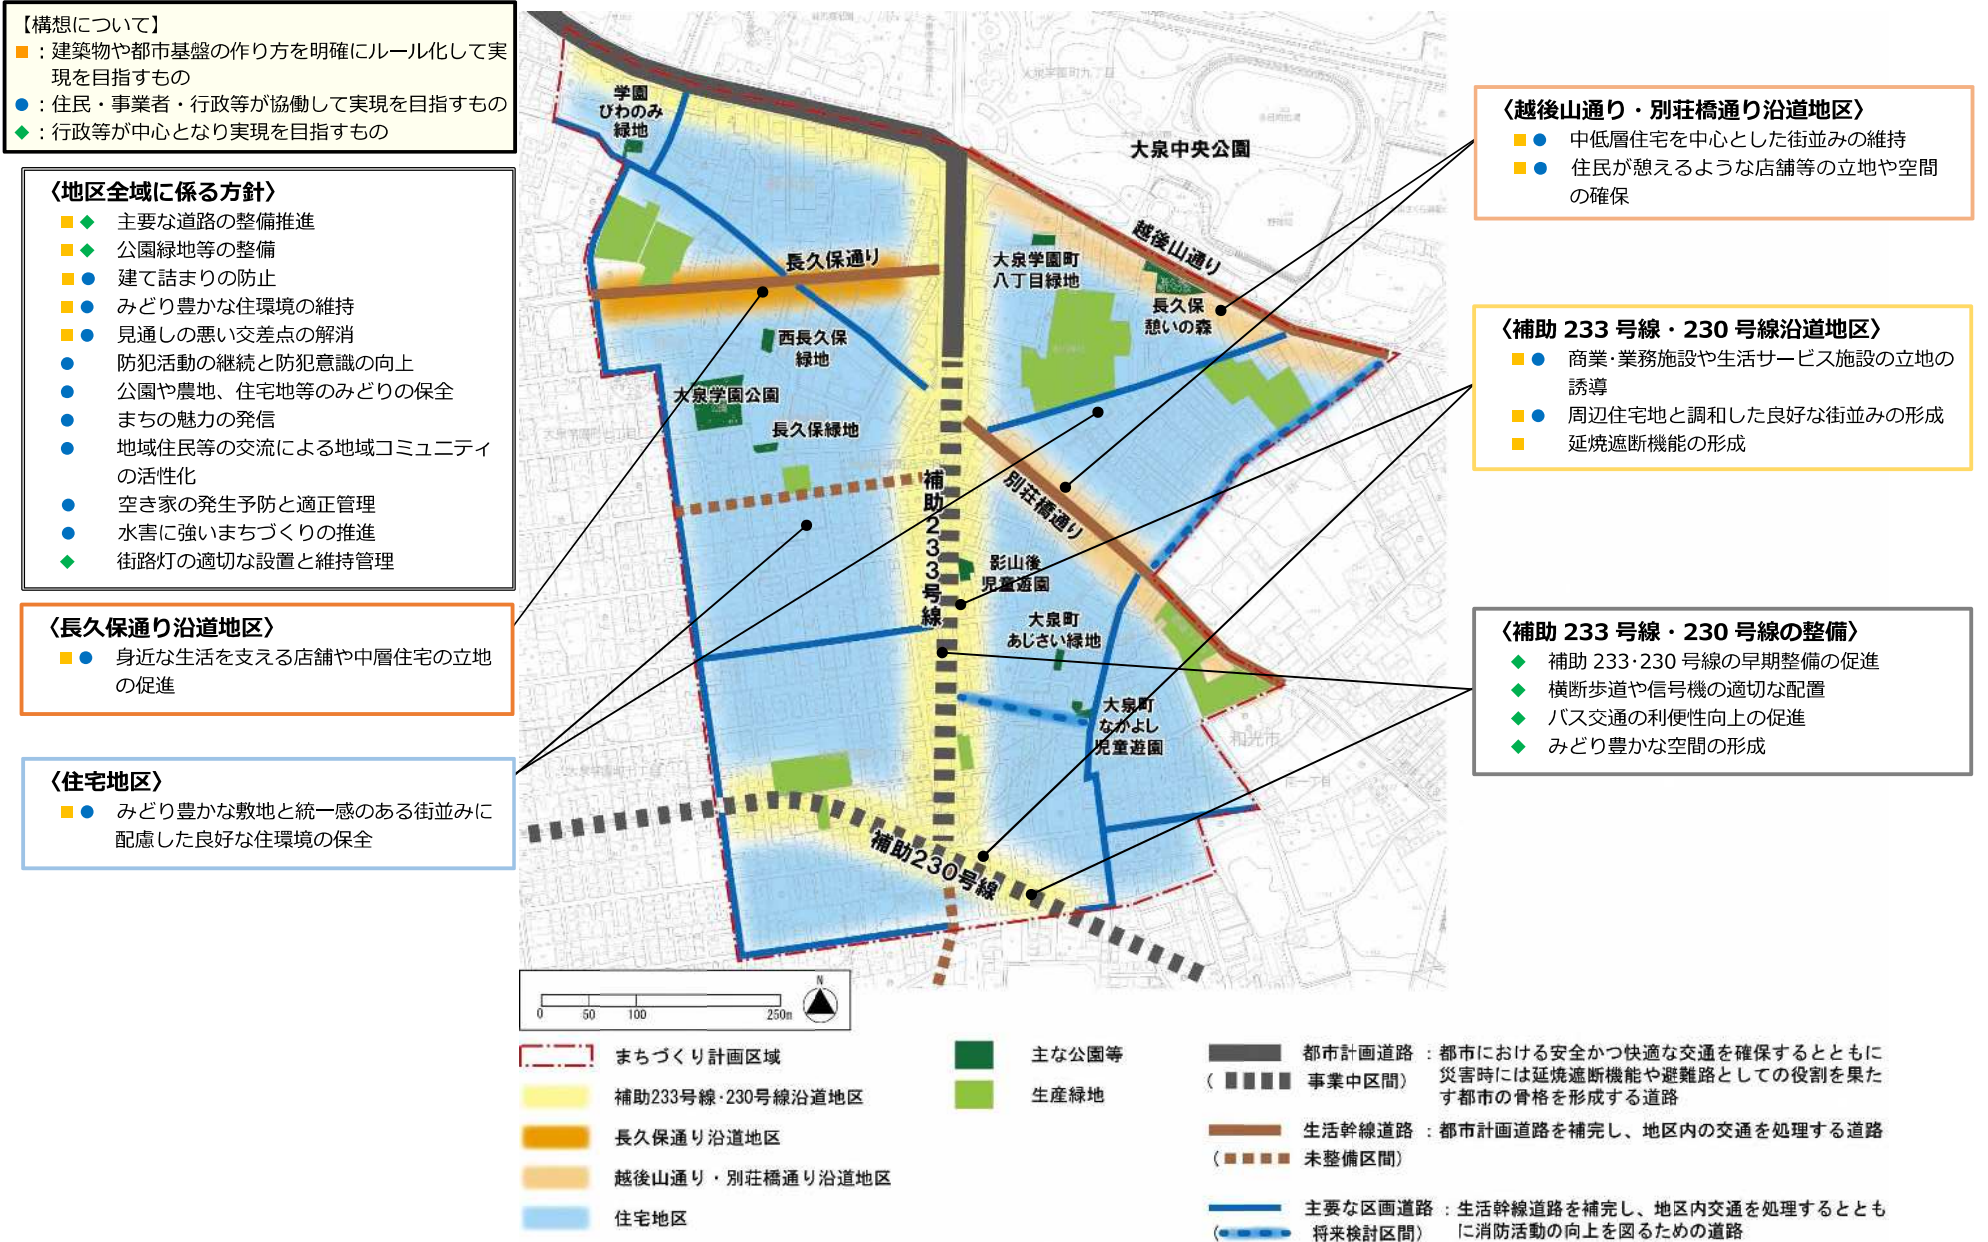 【構想について】
■：建築物や都市基盤の作り方を明確にルール化して実
現を目指すもの
●：住民・事業者・行政等が協働して実現を目指すもの
◆：行政等が中心となり実現を目指すもの
〈地区全域に係る方針〉
■◆ 主要な道路の整備推進
■◆ 公園緑地等の整備
■● 建て詰まりの防止
■● みどり豊かな住環境の維持
■● 見通しの悪い交差点の解消
● 防犯活動の継続と防犯意識の向上
● 公園や農地、住宅地等のみどりの保全
● まちの魅力の発信
● 地域住民等の交流による地域コミュニティ
の活性化
● 空き家の発生予防と適正管理
● 水害に強いまちづくりの推進
◆ 街路灯の適切な設置と維持管理
〈長久保通り沿道地区〉
■● 身近な生活を支える店舗や中層住宅の立地
の促進
〈住宅地区〉
■● みどり豊かな敷地と統一感のある街並みに
配慮した良好な住環境の保全
学園
びわのみ
緑地
大泉学園町九丁目
大泉中央公園
越後山通り
長久保通り
大泉学園町
八丁目緑地
長久保
憩いの森
西長久保
緑地
大泉学園公園
長久保緑地
補助233号線
別荘橋通り
影山後
児童遊園
大泉町
あじさい緑地
大泉町
なかよし
児童遊園
和光市
補助230号線
〈越後山通り・別荘橋通り沿道地区〉
■● 中低層住宅を中心とした街並みの維持
■● 住民が憩えるような店舗等の立地や空間
の確保
〈補助 233 号線・230 号線沿道地区〉
■● 商業･業務施設や生活サービス施設の立地の
誘導
■● 周辺住宅地と調和した良好な街並みの形成
■ 延焼遮断機能の形成
〈補助 233 号線・230 号線の整備〉
◆ 補助 233･230 号線の早期整備の促進
◆ 横断歩道や信号機の適切な配置
◆ バス交通の利便性向上の促進
◆ みどり豊かな空間の形成
N
0 50 100 250m
まちづくり計画区域
補助233号線･230号線沿道地区
長久保通り沿道地区
越後山通り・別荘橋通り沿道地区
住宅地区
主な公園等
生産緑地
都市計画道路 ：都市における安全かつ快適な交通を確保するとともに
( 事業中区間) 災害時には延焼遮断機能や避難路としての役割を果た
す都市の骨格を形成する道路
生活幹線道路 ：都市計画道路を補完し、地区内の交通を処理する道路
( 未整備区間)
主要な区画道路 ：生活幹線道路を補完し、地区内交通を処理するととも
( 将来検討区間) に消防活動の向上を図るための道路